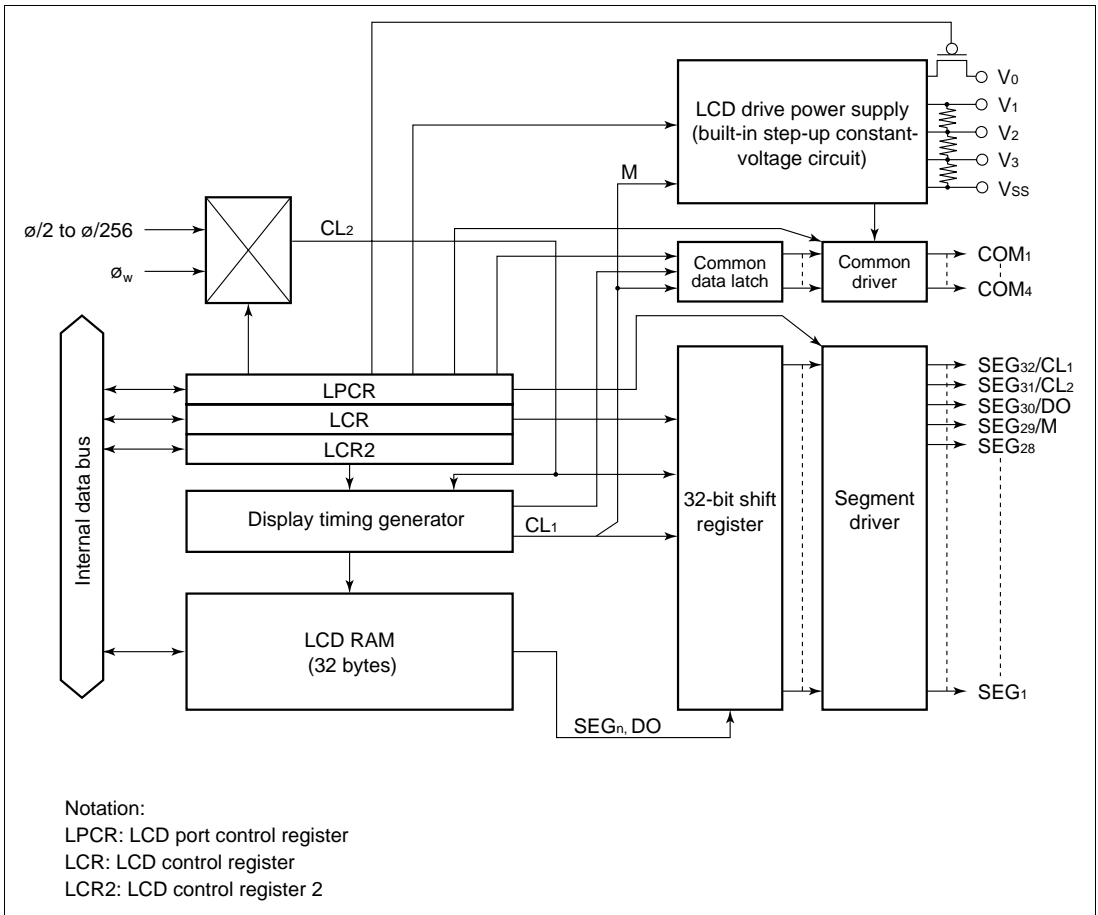 V0
LCD drive power supply
(built-in step-up constant-
voltage circuit)
V1
V2
V3
VSS
M
ø/2 to ø/256
øw
CL2
Common
data latch
Common
driver
COM1
COM4
Internal data bus
LPCR
LCR
LCR2
Display timing generator
CL1
LCD RAM
(32 bytes)
SEGn, DO
32-bit shift
register
Segment
driver
SEG32/CL1
SEG31/CL2
SEG30/DO
SEG29/M
SEG28
SEG1
Notation:
LPCR: LCD port control register
LCR: LCD control register
LCR2: LCD control register 2